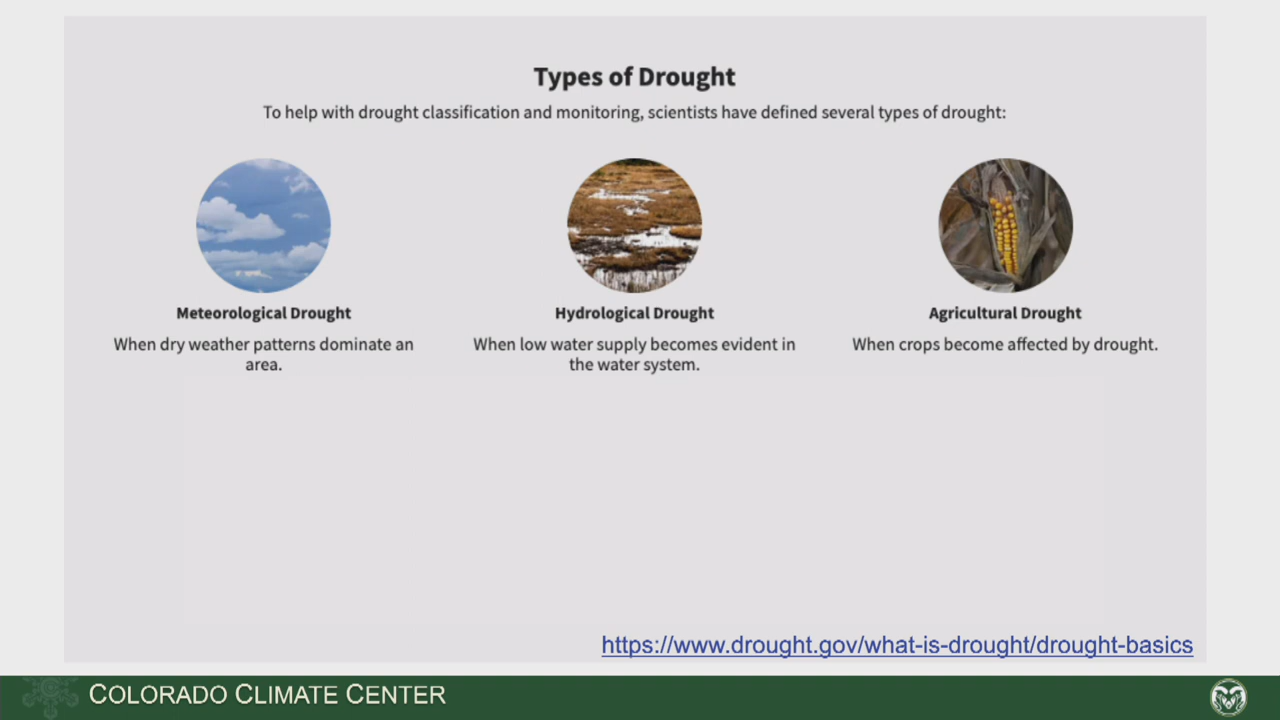 Types of Drought
To help with drought classification and monitoring, scientists have defined several types of drought:
Meteorological Drought
When dry weather patterns dominate an
area.
Hydrological Drought
When low water supply becomes evident in
the water system.
Agricultural Drought
When crops become affected by drought.
https://www.drought.gov/what-is-drought/drought-basics
COLORADO CLIMATE CENTER